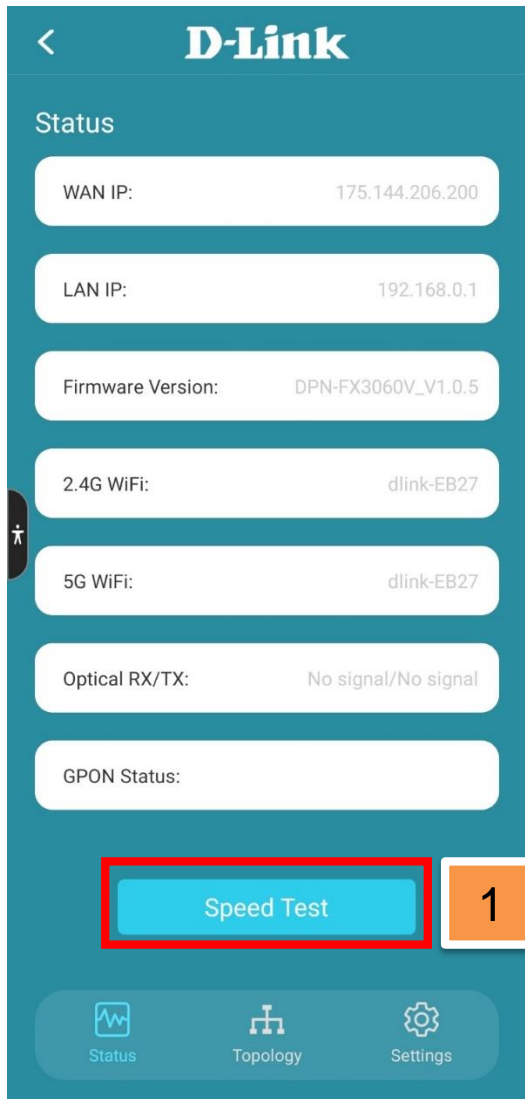 D-Link
Status
WAN IP: 175.144.206.200
LAN IP: 192.168.0.1
Firmware Version: DPN-FX3060V_V1.0.5
2.4G WiFi: dlink-EB27
5G WiFi: dlink-EB27
Optical RX/TX: No signal/No signal
GPON Status:
Speed Test
1
Status Topology Settings